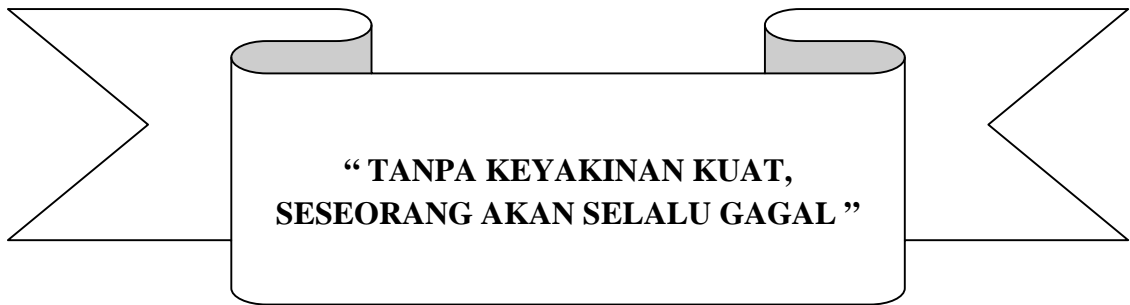 “ TANPA KEYAKINAN KUAT,
SESEORANG AKAN SELALU GAGAL ”